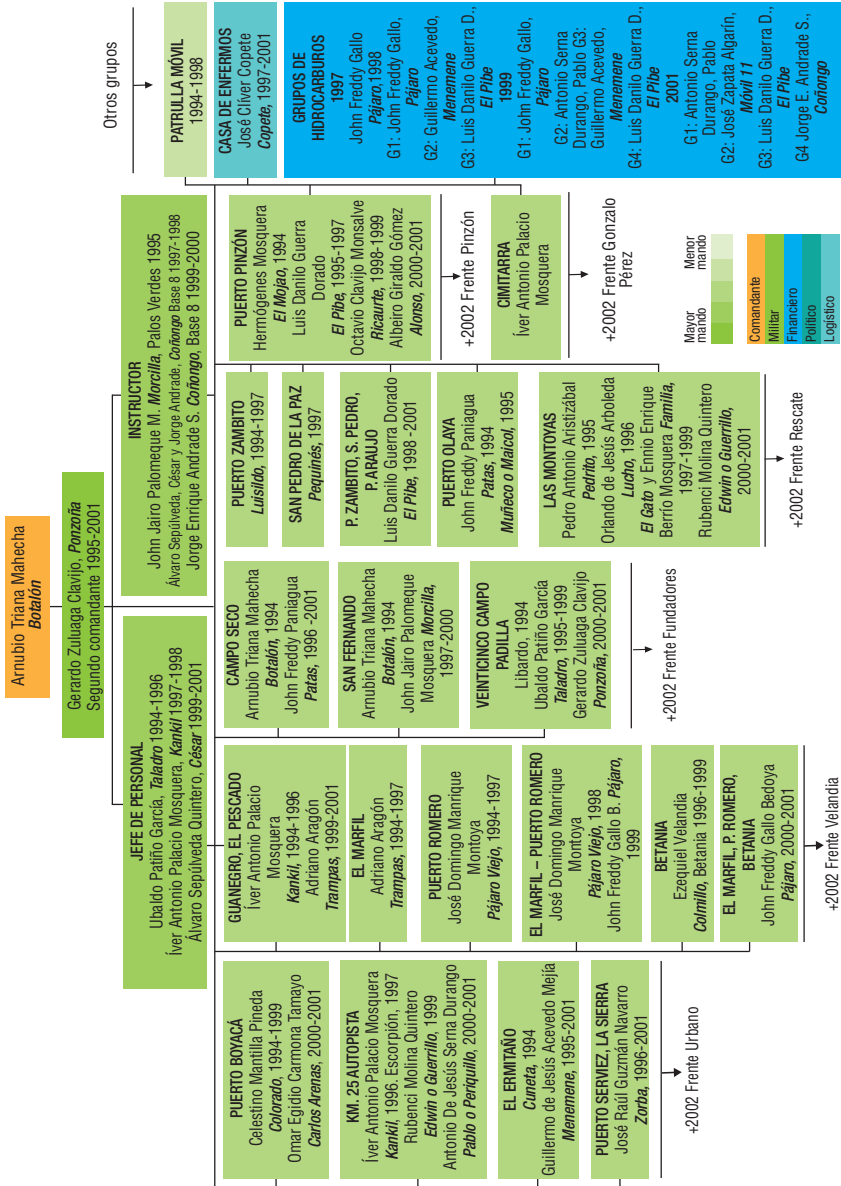 Arnubio Triana Mahecha
Botalón
Gerardo Zuluaga Clavijo, Ponzoña
Segundo comandante 1995-2001
JEFE DE PERSONAL
Ubaldo Patiño García, Taladro 1994-1996
Íver Antonio Palacio Mosquera, Kankil 1997-1998
Álvaro Sepúlveda Quintero, César 1999-2001
INSTRUCTOR
John Jairo Palomeque M. Morcilla, Palos Verdes 1995
Álvaro Sepúlveda, César y Jorge Andrade, Coñongo Base 8 1997-1998
Jorge Enrique Andrade S. Coñongo, Base 8 1999-2000
Otros grupos
PATRULLA MÓVIL
1994-1998
CASA DE ENFERMOS
José Cliver Copete
Copete, 1997-2001
GRUPOS DE
HIDROCARBUROS
1997
John Freddy Gallo
Pájaro,1998
G1: John Freddy Gallo,
Pájaro
G2: Guillermo Acevedo,
Menemene
G3: Luis Danilo Guerra D.,
El Pibe
1999
G1: John Freddy Gallo,
Pájaro
G2: Antonio Serna
Durango, Pablo G3:
Guillermo Acevedo,
Menemene
G4: Luis Danilo Guerra D.,
El Pibe
2001
G1: Antonio Serna
Durango, Pablo
G2: José Zapata Algarín,
Móvil 11
G3: Luis Danilo Guerra D.,
El Pibe
G4 Jorge E. Andrade S.,
Coñongo
PUERTO BOYACÁ
Celestino Mantilla Pineda
Colorado, 1994-1999
Omar Egidio Carmona Tamayo
Carlos Arenas, 2000-2001
KM. 25 AUTOPISTA
Íver Antonio Palacio Mosquera
Kankil, 1996. Escorpión, 1997
Rubenci Molina Quintero
Edwin o Guerrillo, 1999
Antonio De Jesús Serna Durango
Pablo o Periquillo, 2000-2001
EL ERMITAÑO
Cuneta, 1994
Guillermo de Jesús Acevedo Mejía
Menemene, 1995-2001
PUERTO SERVIEZ, LA SIERRA
José Raúl Guzmán Navarro
Zorba, 1996-2001
+2002 Frente Urbano
GUANEGRO, EL PESCADO
Íver Antonio Palacio
Mosquera
Kankil, 1994-1996
Adriano Aragón
Trampas, 1999-2001
EL MARFIL
Adriano Aragón
Trampas, 1994-1997
PUERTO ROMERO
José Domingo Manrique
Montoya
Pájaro Viejo, 1994-1997
EL MARFIL – PUERTO ROMERO
José Domingo Manrique
Montoya
Pájaro Viejo, 1998
John Freddy Gallo B. Pájaro,
1999
BETANIA
Ezequiel Velandia
Colmillo, Betania 1996-1999
EL MARFIL, P. ROMERO,
BETANIA
John Freddy Gallo Bedoya
Pájaro, 2000-2001
+2002 Frente Velandia
CAMPO SECO
Arnubio Triana Mahecha
Botalón, 1994
John Freddy Paniagua
Patas, 1996 -2001
SAN FERNANDO
Arnubio Triana Mahecha
Botalón, 1994
John Jairo Palomeque
Mosquera Morcilla,
1997-2000
VEINTICINCO CAMPO
PADILLA
Libardo, 1994
Ubaldo Patiño García
Taladro, 1995-1999
Gerardo Zuluaga Clavijo
Ponzoña, 2000-2001
+2002 Frente Fundadores
PUERTO ZAMBITO
Luisildo, 1994-1997
SAN PEDRO DE LA PAZ
Pequinés, 1997
P. ZAMBITO, S. PEDRO,
P. ARAUJO
Luis Danilo Guerra Dorado
El Pibe, 1998 -2001
PUERTO OLAYA
John Freddy Paniagua
Patas, 1994
Muñeco o Maicol, 1995
LAS MONTOYAS
Pedro Antonio Aristizábal
Pedrito, 1995
Orlando de Jesús Arboleda
Lucho, 1996
El Gato y Ennio Enrique
Berrío Mosquera Familia,
1997-1999
Rubenci Molina Quintero
Edwin o Guerrillo,
2000-2001
+2002 Frente Rescate
PUERTO PINZÓN
Hermógenes Mosquera
El Mojao, 1994
Luis Danilo Guerra
Dorado
El Pibe, 1995-1997
Octavio Clavijo Monsalve
Ricaurte, 1998-1999
Albeiro Giraldo Gómez
Alonso, 2000-2001
+2002 Frente Pinzón
CIMITARRA
Íver Antonio Palacio
Mosquera
+2002 Frente Gonzalo
Pérez
Mayor
mando
Menor
mando
Comandante
Militar
Financiero
Político
Logístico